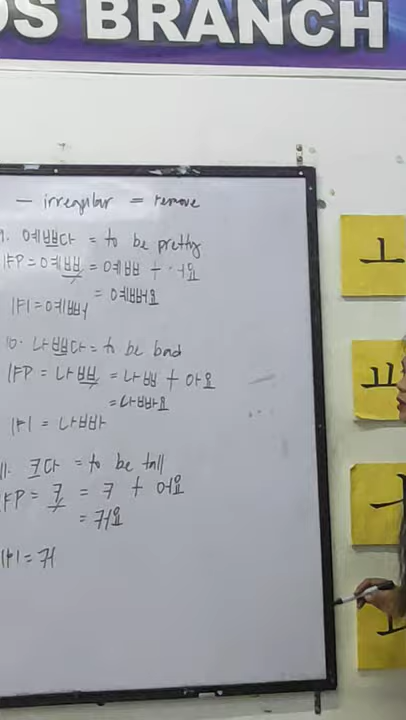 OS BRANCH
— irregular = remove
9. 예쁘다 = to be pretty
IFP = 예쁘 = 예ㅃ + ㅓ요
= 예뻐요
IFI = 예뻐
10. 나쁘다 = to be bad
IFP = 나쁘 = 나ㅃ + 아요
= 나빠요
IFI = 나빠
11. 크다 = to be tall
IFP = 크 = ㅋ + 어요
= 커요
IFI = 커
ㅗ
ㅛ